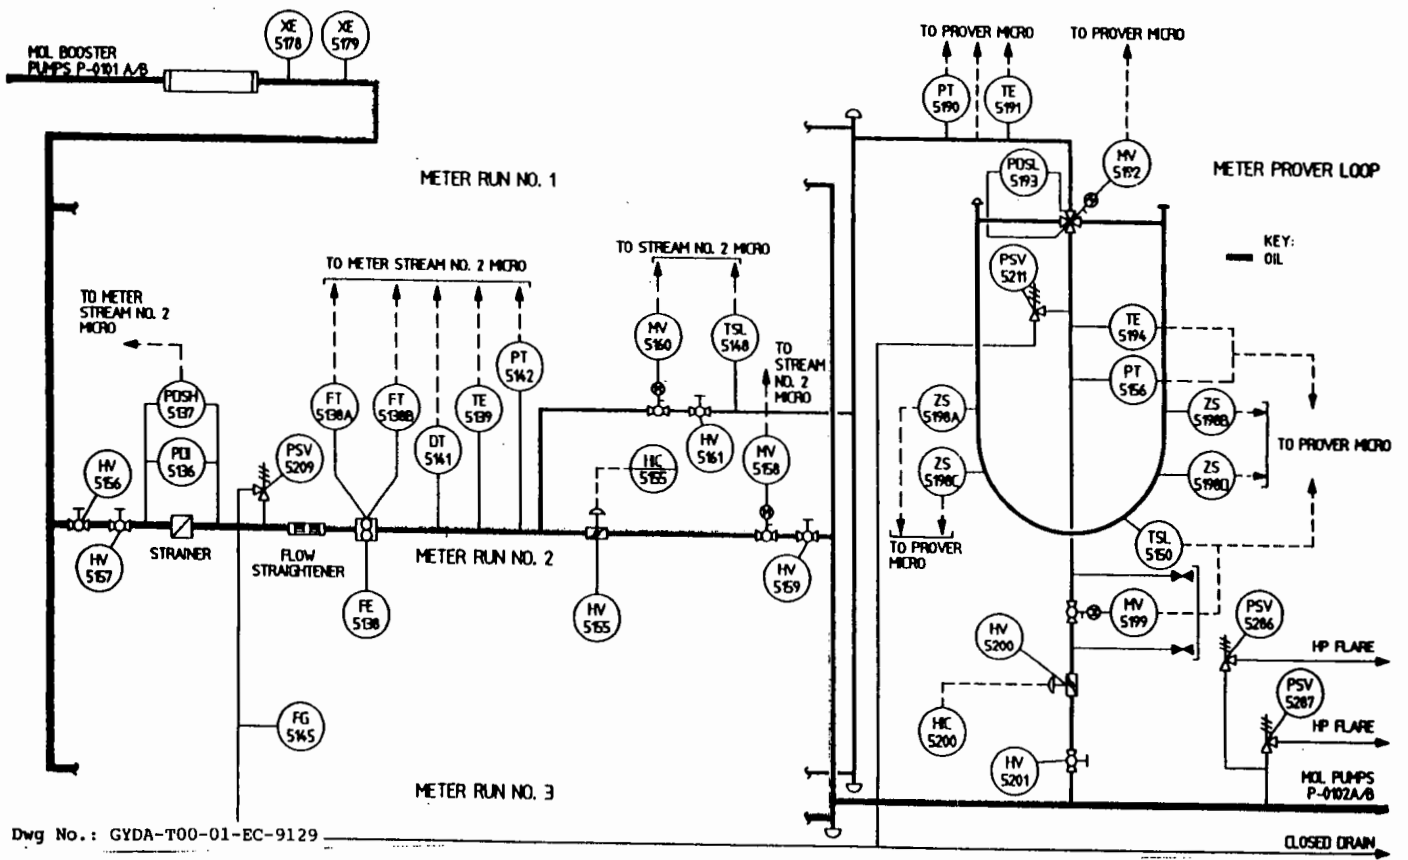 XE
5178
XE
5179
MOL BOOSTER
PUMPS P-0101 A/B
TO PROVER MICRO
TO PROVER MICRO
PT
5190
TE
5191
MV
5192
PDSL
5193
METER PROVER LOOP
METER RUN NO. 1
KEY:
OIL
TO METER STREAM NO. 2 MICRO
TO STREAM NO. 2 MICRO
PSV
5211
TO METER
STREAM NO. 2
MICRO
MV
5160
TSL
5148
TE
5194
TO
STREAM
NO. 2
MICRO
PT
5142
PT
5156
PDSH
5137
FT
5138A
FT
5138B
TE
5139
ZS
5198A
ZS
5198B
DT
5141
HV
5161
MV
5158
TO PROVER MICRO
PDI
5136
PSV
5209
HV
5156
HIC
5155
ZS
5198C
ZS
5198D
STRAINER
FLOW
STRAIGHTENER
METER RUN NO. 2
HV
5157
HV
5159
TO PROVER
MICRO
TSL
5150
FE
5138
HV
5155
MV
5199
PSV
5286
HV
5200
HP FLARE
PSV
5287
FG
5145
HIC
5200
HP FLARE
HV
5201
MOL PUMPS
P-0102A/B
METER RUN NO. 3
Dwg No.: GYDA-T00-01-EC-9129
CLOSED DRAIN